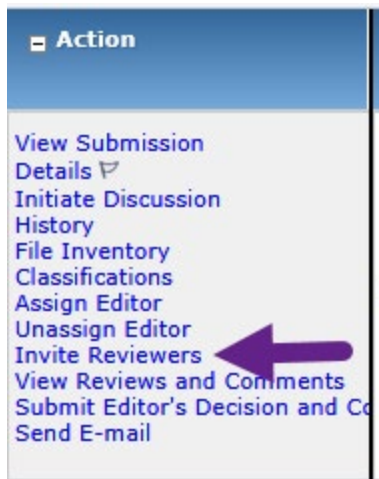 Action
View Submission
Details
Initiate Discussion
History
File Inventory
Classifications
Assign Editor
Unassign Editor
Invite Reviewers
View Reviews and Comments
Submit Editor's Decision and Co
Send E-mail